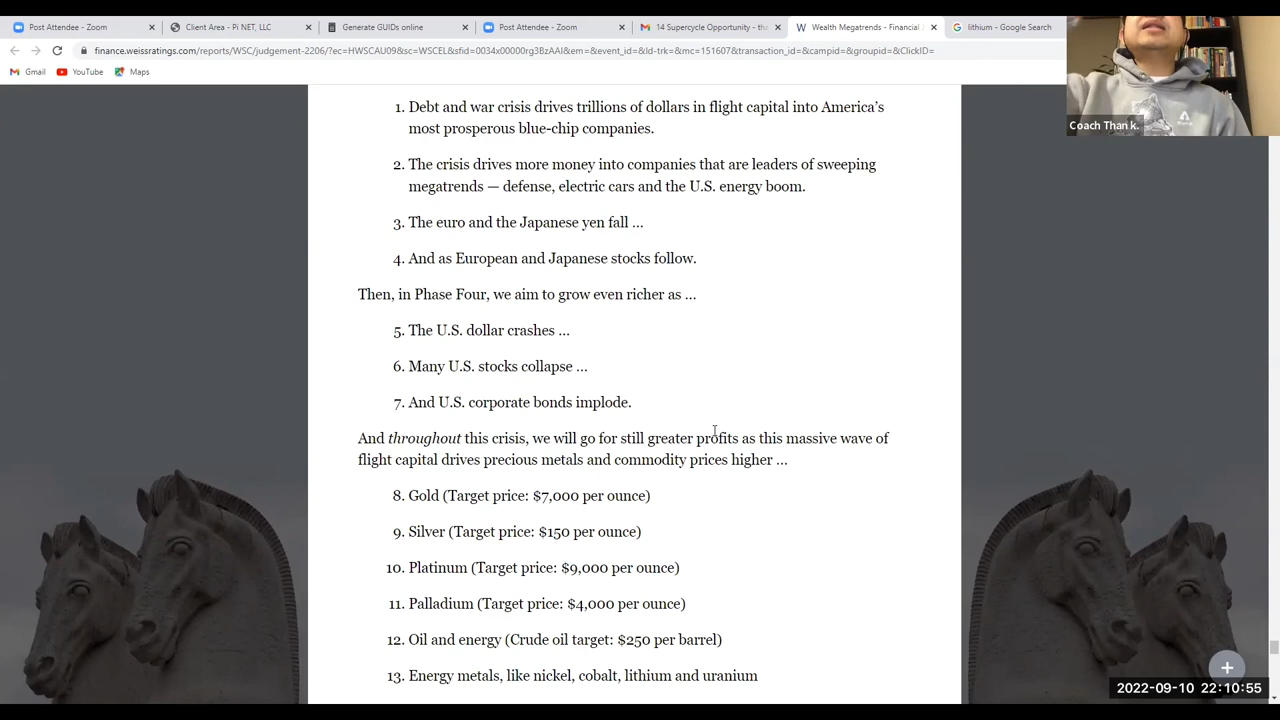 Post Attendee - Zoom
Client Area - Pi NET, LLC
Generate GUIDs online
Post Attendee - Zoom
14 Supercycle Opportunity - tha
Wealth Megatrends - Financial
lithium - Google Search
finance.weissratings.com/reports/WSC/judgement-2206/?ec=HWSCAU09&sc=WSCEL&sfid=0034x00000rg3BzAAI&em=&event_id=&ld-trk=&mc=151607&transaction_id=&campid=&groupid=&ClickID=
Gmail YouTube Maps
Coach Than k.
1. Debt and war crisis drives trillions of dollars in flight capital into America’s
most prosperous blue-chip companies.
2. The crisis drives more money into companies that are leaders of sweeping
megatrends — defense, electric cars and the U.S. energy boom.
3. The euro and the Japanese yen fall …
4. And as European and Japanese stocks follow.
Then, in Phase Four, we aim to grow even richer as …
5. The U.S. dollar crashes …
6. Many U.S. stocks collapse …
7. And U.S. corporate bonds implode.
And throughout this crisis, we will go for still greater profits as this massive wave of
flight capital drives precious metals and commodity prices higher …
8. Gold (Target price: $7,000 per ounce)
9. Silver (Target price: $150 per ounce)
10. Platinum (Target price: $9,000 per ounce)
11. Palladium (Target price: $4,000 per ounce)
12. Oil and energy (Crude oil target: $250 per barrel)
13. Energy metals, like nickel, cobalt, lithium and uranium
2022-09-10 22:10:55